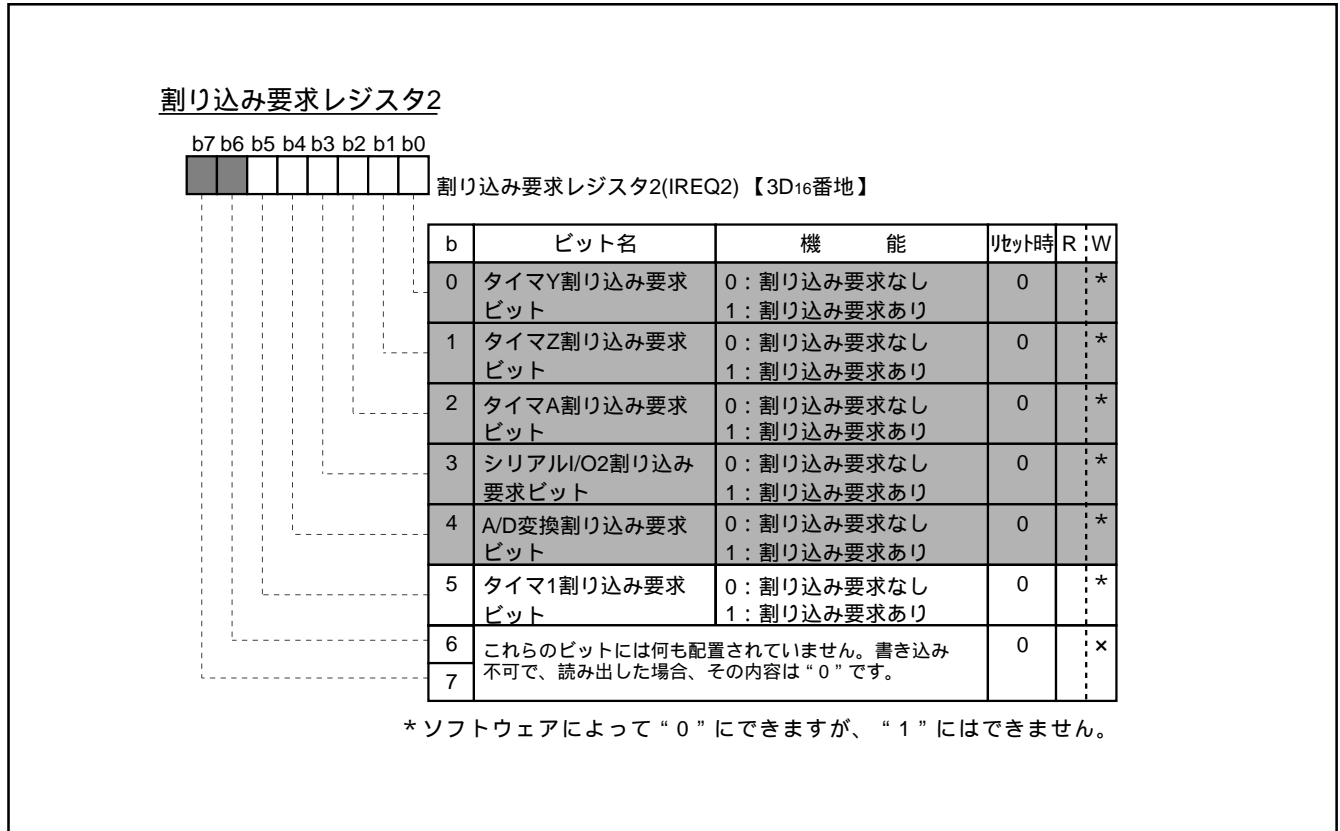 割り込み要求レジスタ2
b7 b6 b5 b4 b3 b2 b1 b0
割り込み要求レジスタ2(IREQ2)【3D16番地】
b ビット名 機 能 リセット時 R W
0 タイマY割り込み要求 0：割り込み要求なし 0 *
ビット 1：割り込み要求あり
1 タイマZ割り込み要求 0：割り込み要求なし 0 *
ビット 1：割り込み要求あり
2 タイマA割り込み要求 0：割り込み要求なし 0 *
ビット 1：割り込み要求あり
3 シリアルI/O2割り込み 0：割り込み要求なし 0 *
要求ビット 1：割り込み要求あり
4 A/D変換割り込み要求 0：割り込み要求なし 0 *
ビット 1：割り込み要求あり
5 タイマ1割り込み要求 0：割り込み要求なし 0 *
ビット 1：割り込み要求あり
6 これらのビットには何も配置されていません。書き込み 0 ×
7 不可で、読み出した場合、その内容は“0”です。
*ソフトウェアによって“0”にできますが、“1”にはできません。